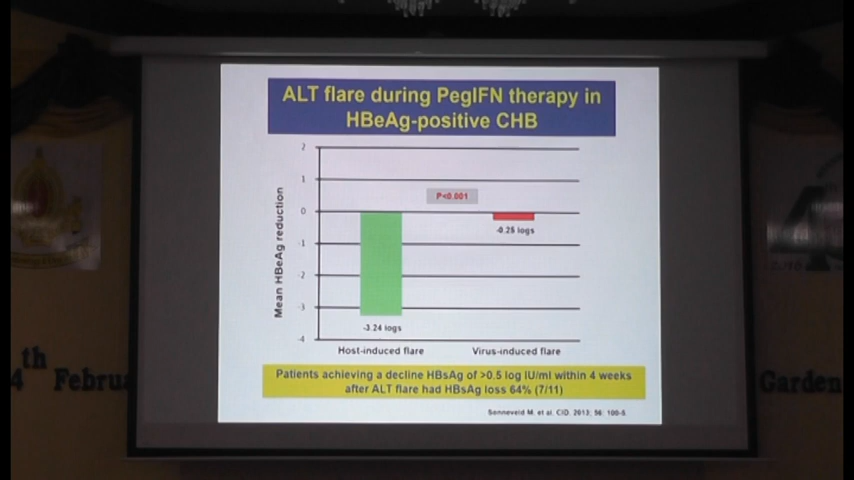 ALT flare during PegIFN therapy in
HBeAg-positive CHB
2
1
0
-1
-2
-3
-4
Mean HBeAg reduction
P<0.001
-0.25 logs
-3.24 logs
Host-induced flare
Virus-induced flare
Patients achieving a decline HBsAg of >0.5 log IU/ml within 4 weeks
after ALT flare had HBsAg loss 64% (7/11)
Sonneveld M. et al. CID. 2013; 56: 100-5.
4th Februa
Garden